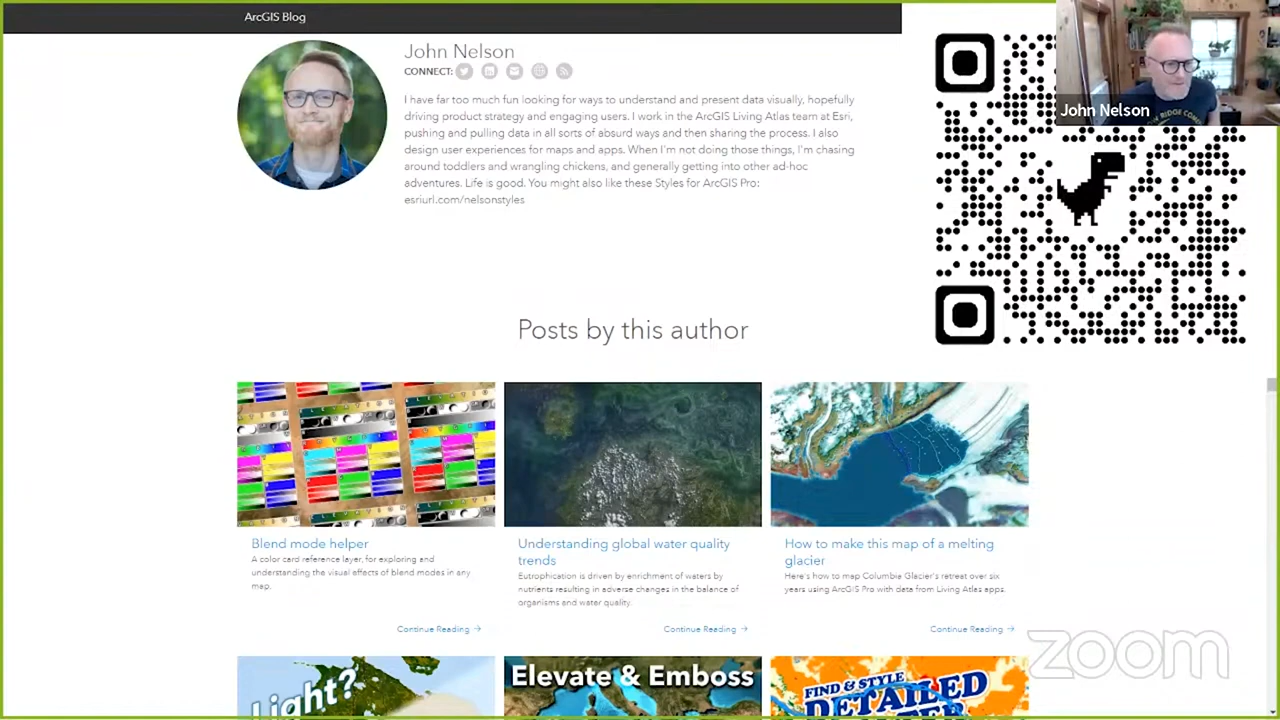 ArcGIS Blog
John Nelson
CONNECT:
I have far too much fun looking for ways to understand and present data visually, hopefully
driving product strategy and engaging users. I work in the ArcGIS Living Atlas team at Esri,
pushing and pulling data in all sorts of absurd ways and then sharing the process. I also
design user experiences for maps and apps. When I'm not doing those things, I'm chasing
around toddlers and wrangling chickens, and generally getting into other ad-hoc
adventures. Life is good. You might also like these Styles for ArcGIS Pro:
esriurl.com/nelsonstyles
John Nelson
Posts by this author
Blend mode helper
A color card reference layer, for exploring and
understanding the visual effects of blend modes in any
map.
Continue Reading →
Understanding global water quality
trends
Eutrophication is driven by enrichment of waters by
nutrients resulting in adverse changes in the balance of
organisms and water quality.
Continue Reading →
How to make this map of a melting
glacier
Here's how to map Columbia Glacier's retreat over six
years using ArcGIS Pro with data from Living Atlas apps.
Continue Reading →
Light?
Elevate & Emboss
FIND & STYLE
DETAILED
zoom